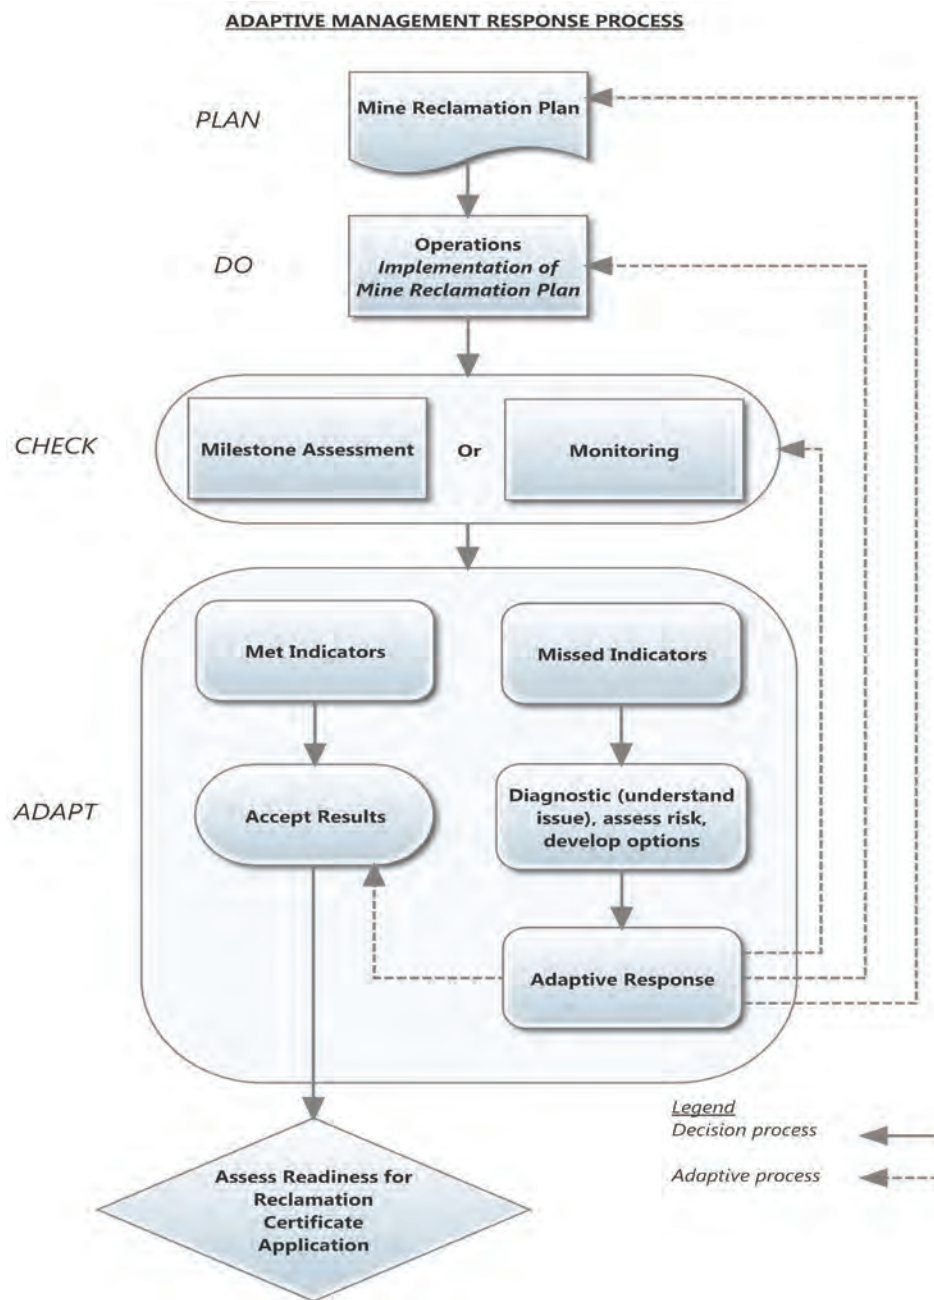 ADAPTIVE MANAGEMENT RESPONSE PROCESS
PLAN
Mine Reclamation Plan
DO
Operations
Implementation of
Mine Reclamation Plan
CHECK
Milestone Assessment
Or
Monitoring
Met Indicators
Missed Indicators
ADAPT
Accept Results
Diagnostic (understand
issue), assess risk,
develop options
Adaptive Response
Legend
Decision process
Adaptive process
Assess Readiness for
Reclamation
Certificate
Application